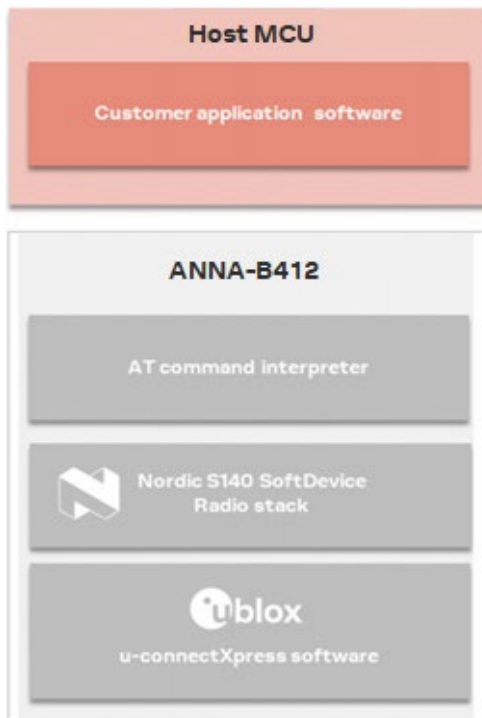 Host MCU
Customer application software
ANNA-B412
AT command interpreter
Nordic S140 SoftDevice
Radio stack
ublox
u-connectXpress software